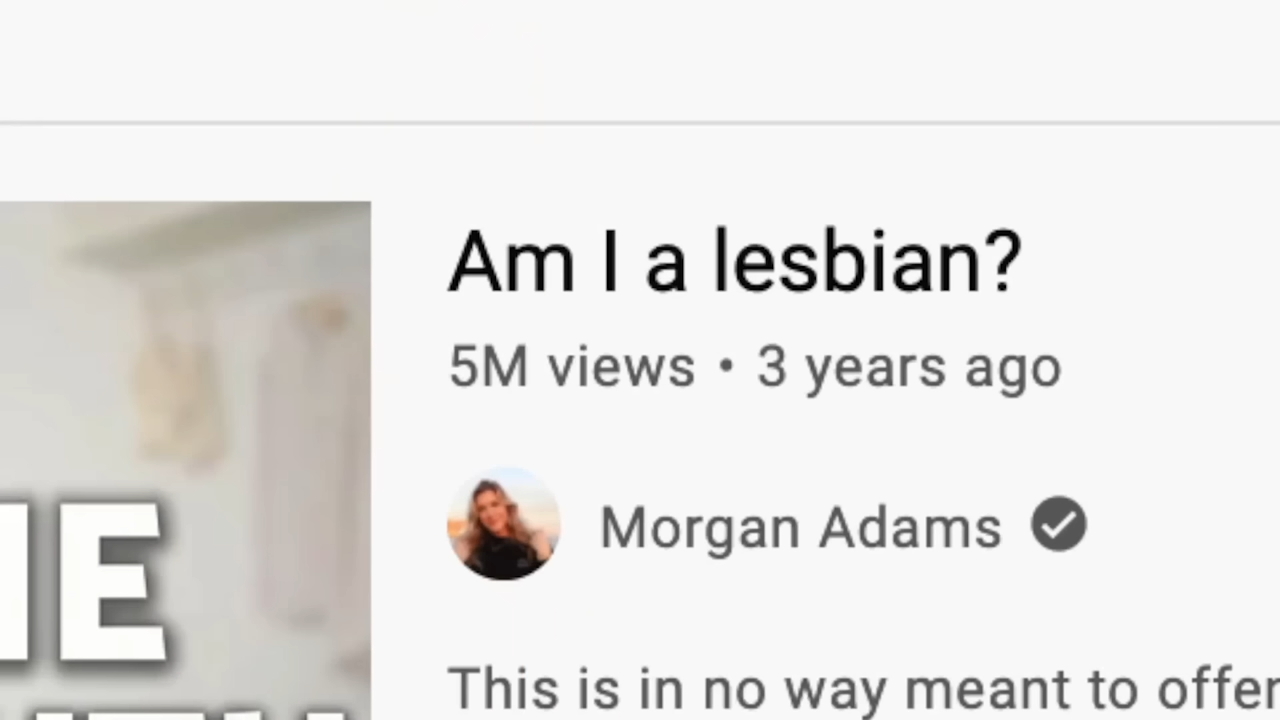 Am I a lesbian?
5M views • 3 years ago
Morgan Adams
This is in no way meant to offer